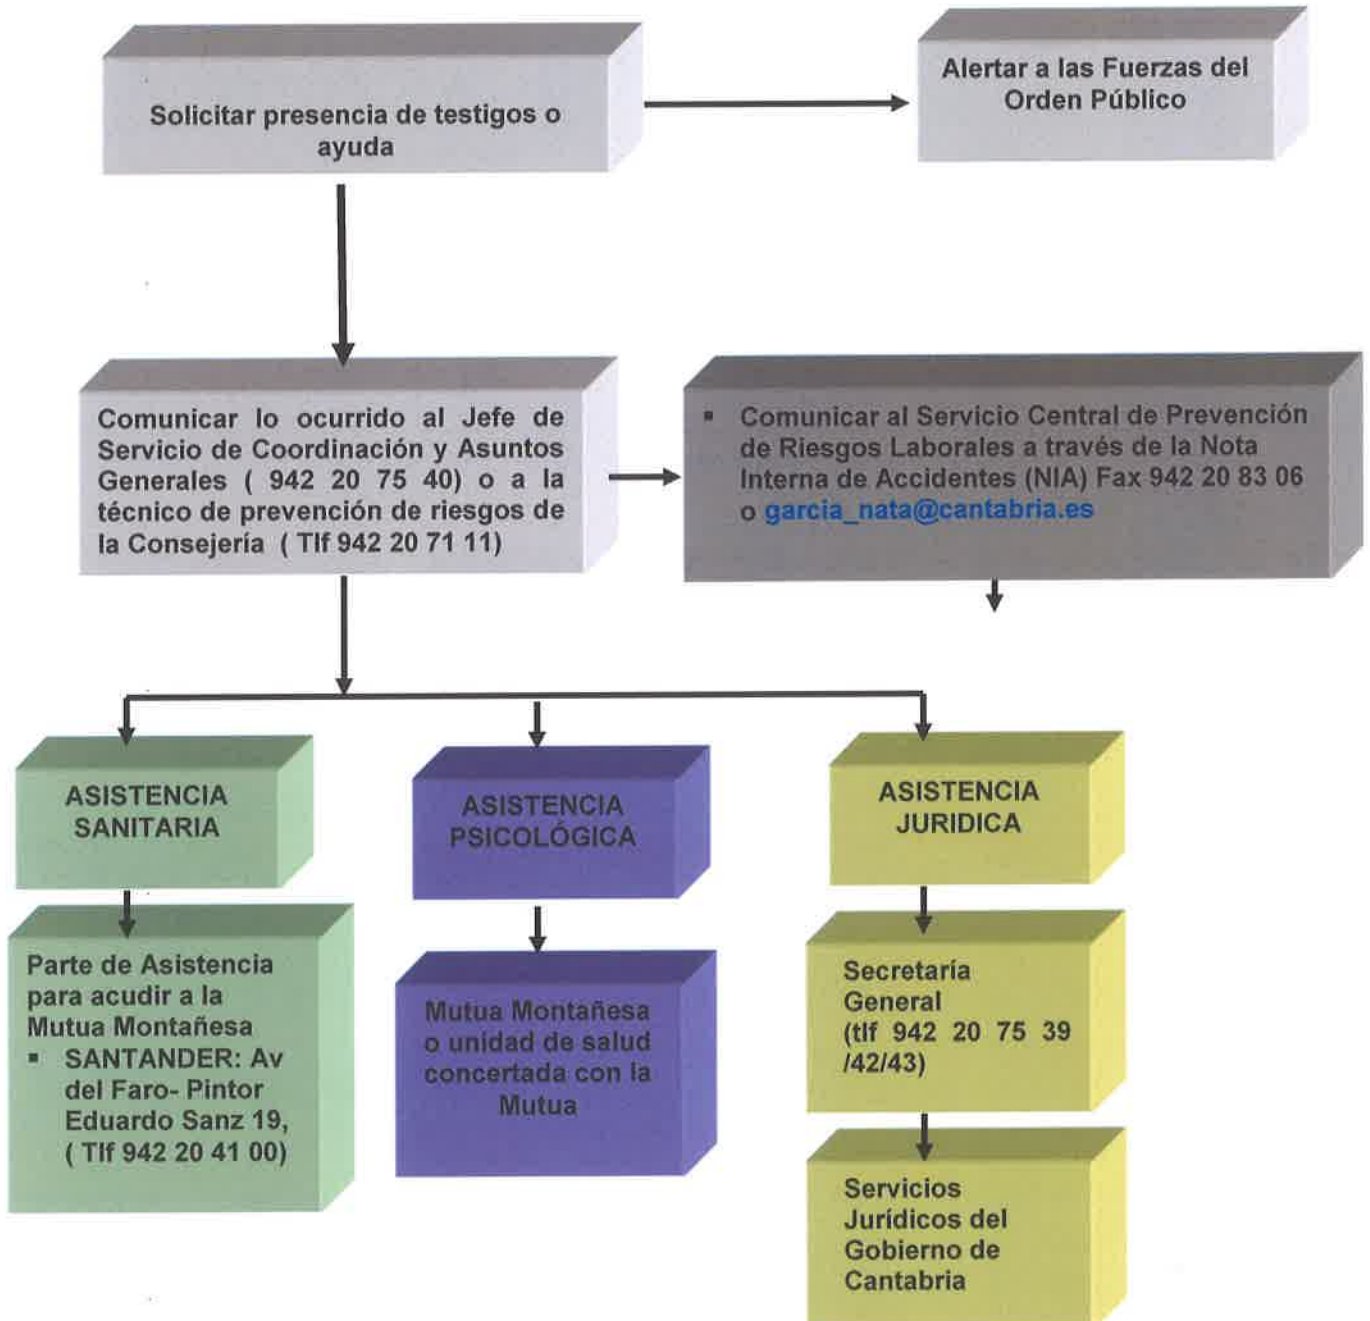 Solicitar presencia de testigos o
ayuda
Alertar a las Fuerzas del
Orden Público
Comunicar lo ocurrido al Jefe de
Servicio de Coordinación y Asuntos
Generales ( 942 20 75 40) o a la
técnico de prevención de riesgos de
la Consejería ( Tlf 942 20 71 11)
▪ Comunicar al Servicio Central de Prevención
de Riesgos Laborales a través de la Nota
Interna de Accidentes (NIA) Fax 942 20 83 06
o garcia_nata@cantabria.es
ASISTENCIA
SANITARIA
Parte de Asistencia
para acudir a la
Mutua Montañesa
▪ SANTANDER: Av
del Faro- Pintor
Eduardo Sanz 19,
( Tlf 942 20 41 00)
ASISTENCIA
PSICOLÓGICA
Mutua Montañesa
o unidad de salud
concertada con la
Mutua
ASISTENCIA
JURIDICA
Secretaría
General
(tlf 942 20 75 39
/42/43)
Servicios
Jurídicos del
Gobierno de
Cantabria